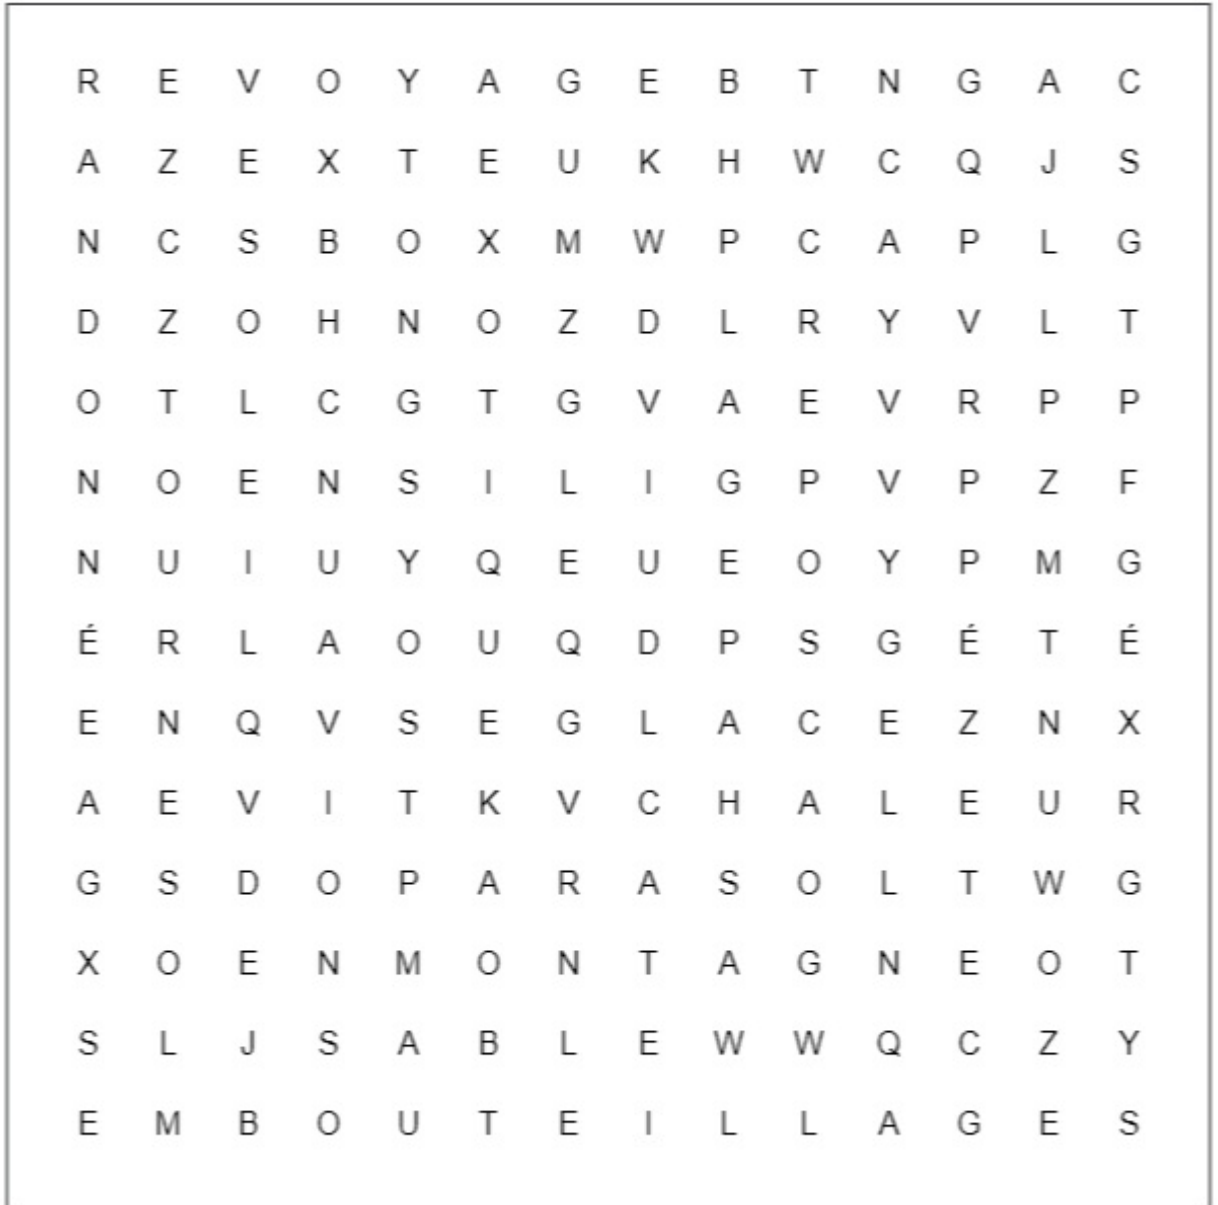 R E V O Y A G E B T N G A C
A Z E X T E U K H W C Q J S
N C S B O X M W P C A P L G
D Z O H N O Z D L R Y V L T
O T L C G T G V A E V R P P
N O E N S I L I G P V P Z F
N U I U Y Q E U E O Y P M G
É R L A O U Q D P S G É T É
E N Q V S E G L A C E Z N X
A E V I T K V C H A L E U R
G S D O P A R A S O L T W G
X O E N M O N T A G N E O T
S L J S A B L E W W Q C Z Y
E M B O U T E I L L A G E S